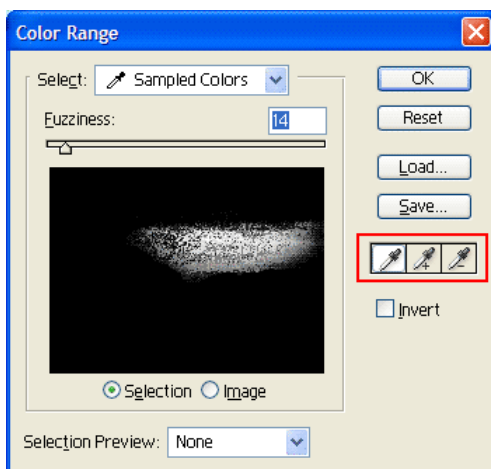 Color Range
Select: Sampled Colors
OK
Fuzziness: 14
Reset
Load...
Save...
Invert
Selection Image
Selection Preview: None